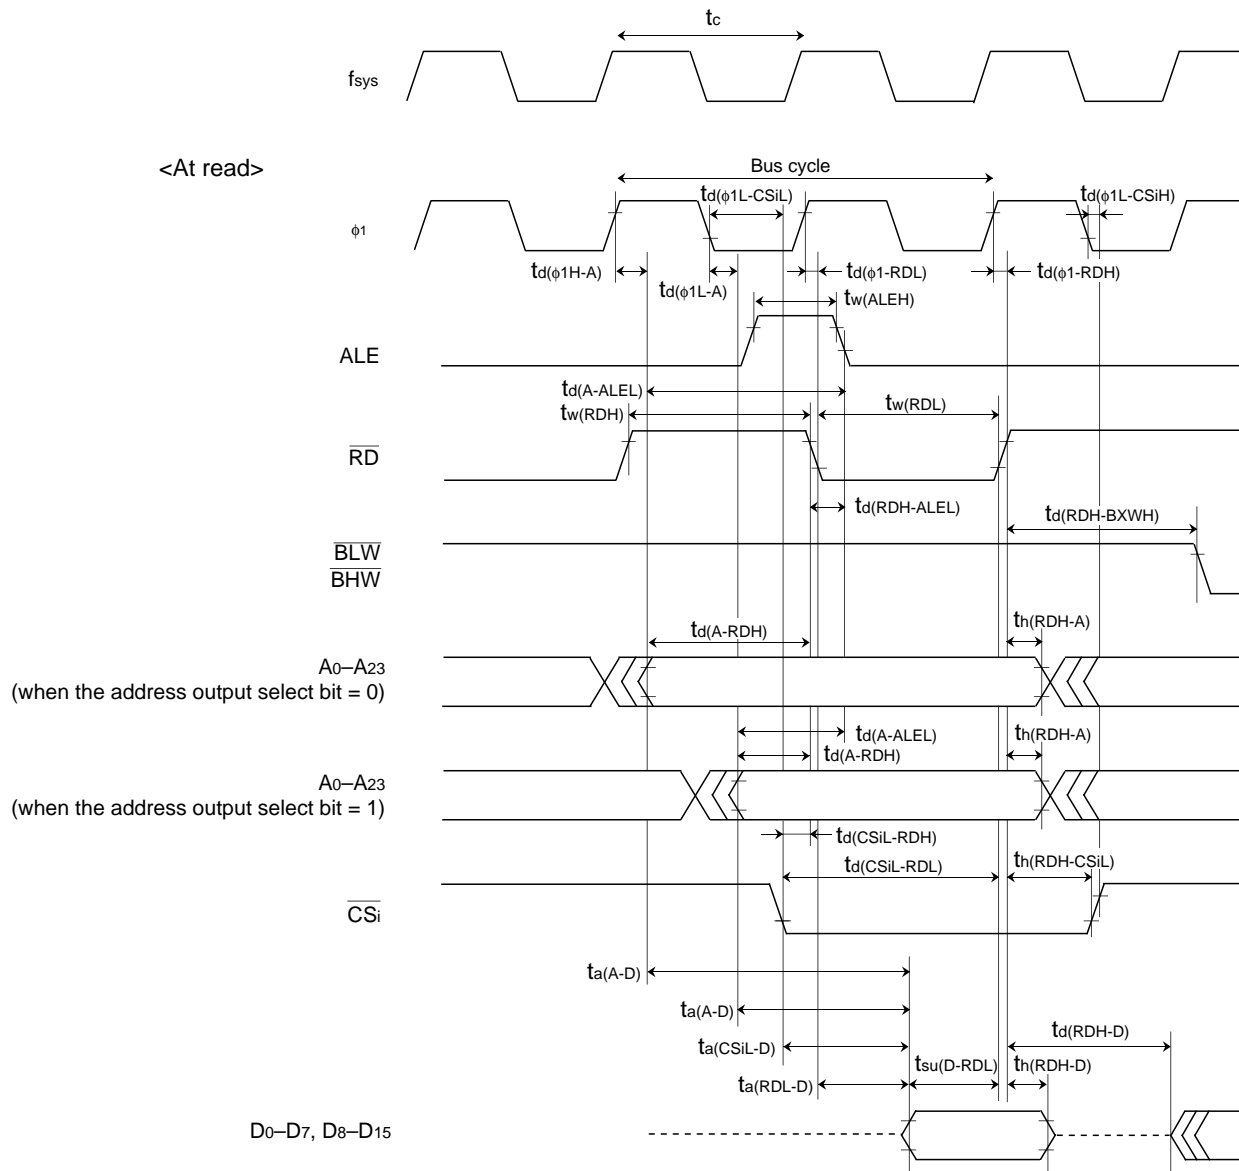 tc
fsys
<At read>
Bus cycle
td(φ1L-CSiL)
td(φ1L-CSiH)
φ1
td(φ1H-A)
td(φ1L-A)
td(φ1-RDL)
td(φ1-RDH)
tw(ALEH)
ALE
td(A-ALEL)
tw(RDH)
tw(RDL)
RD
td(RDH-ALEL)
td(RDH-BXWH)
BLW
BHW
td(A-RDH)
th(RDH-A)
A0–A23
(when the address output select bit = 0)
td(A-ALEL)
td(A-RDH)
th(RDH-A)
A0–A23
(when the address output select bit = 1)
td(CSiL-RDH)
td(CSiL-RDL)
th(RDH-CSiL)
CSi
ta(A-D)
ta(A-D)
td(RDH-D)
ta(CSiL-D)
tsu(D-RDL)
th(RDH-D)
ta(RDL-D)
D0–D7, D8–D15